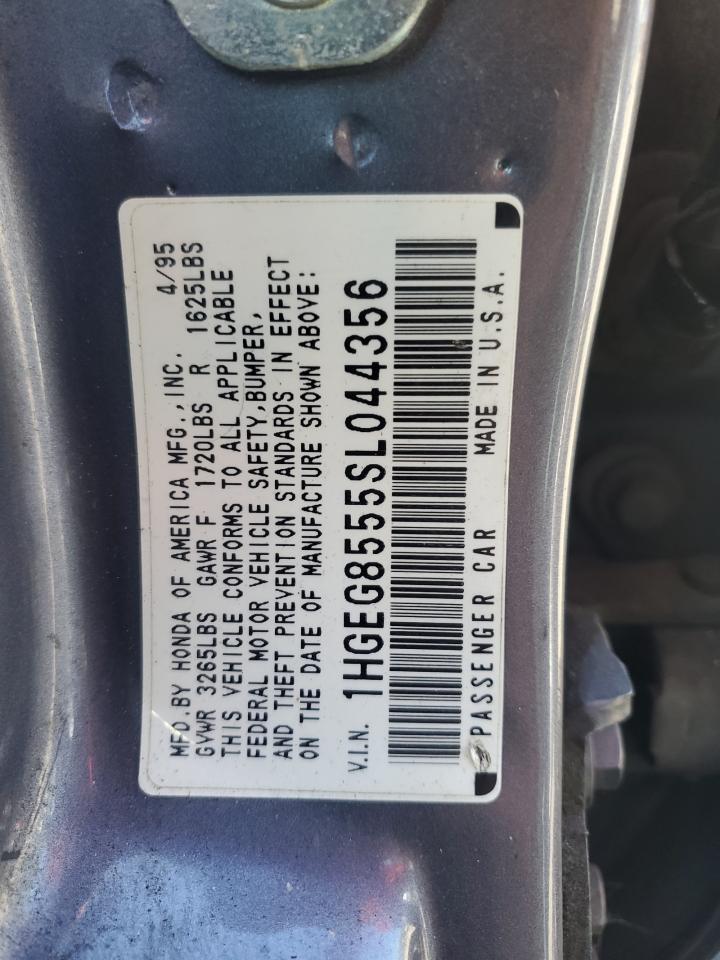 MFD.BY HONDA OF AMERICA MFG.,INC. 4/95
GVWR 3265LBS GAWR F 1720LBS R 1625LBS
THIS VEHICLE CONFORMS TO ALL APPLICABLE
FEDERAL MOTOR VEHICLE SAFETY,BUMPER,
AND THEFT PREVENTION STANDARDS IN EFFECT
ON THE DATE OF MANUFACTURE SHOWN ABOVE:
V.I.N. 1HGEG8555SL044356
PASSENGER CAR MADE IN U.S.A.